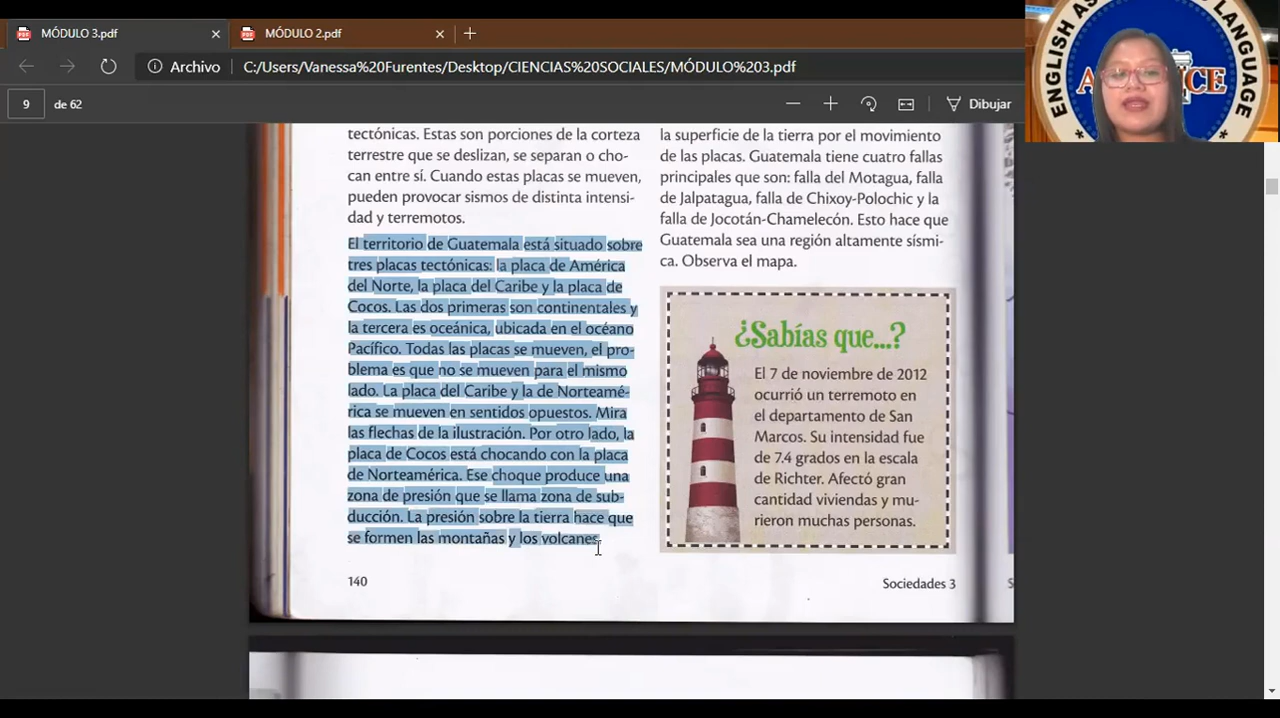 MÓDULO 3.pdf
MÓDULO 2.pdf
Archivo
C:/Users/Vanessa%20Furentes/Desktop/CIENCIAS%20SOCIALES/MÓDULO%203.pdf
9
de 62
Dibujar
tectónicas. Estas son porciones de la corteza
terrestre que se deslizan, se separan o cho-
can entre sí. Cuando estas placas se mueven,
pueden provocar sismos de distinta intensi-
dad y terremotos.
El territorio de Guatemala está situado sobre
tres placas tectónicas: la placa de América
del Norte, la placa del Caribe y la placa de
Cocos. Las dos primeras son continentales y
la tercera es oceánica, ubicada en el océano
Pacífico. Todas las placas se mueven, el pro-
blema es que no se mueven para el mismo
lado. La placa del Caribe y la de Norteamé-
rica se mueven en sentidos opuestos. Mira
las flechas de la ilustración. Por otro lado, la
placa de Cocos está chocando con la placa
de Norteamérica. Ese choque produce una
zona de presión que se llama zona de sub-
ducción. La presión sobre la tierra hace que
se formen las montañas y los volcanes.
140
la superficie de la tierra por el movimiento
de las placas. Guatemala tiene cuatro fallas
principales que son: falla del Motagua, falla
de Jalpatagua, falla de Chixoy-Polochic y la
falla de Jocotán-Chamelecón. Esto hace que
Guatemala sea una región altamente sísmi-
ca. Observa el mapa.
¿Sabías que...?
El 7 de noviembre de 2012
ocurrió un terremoto en
el departamento de San
Marcos. Su intensidad fue
de 7.4 grados en la escala
de Richter. Afectó gran
cantidad viviendas y mu-
rieron muchas personas.
Sociedades 3
ENGLISH AS
LANGUAGE